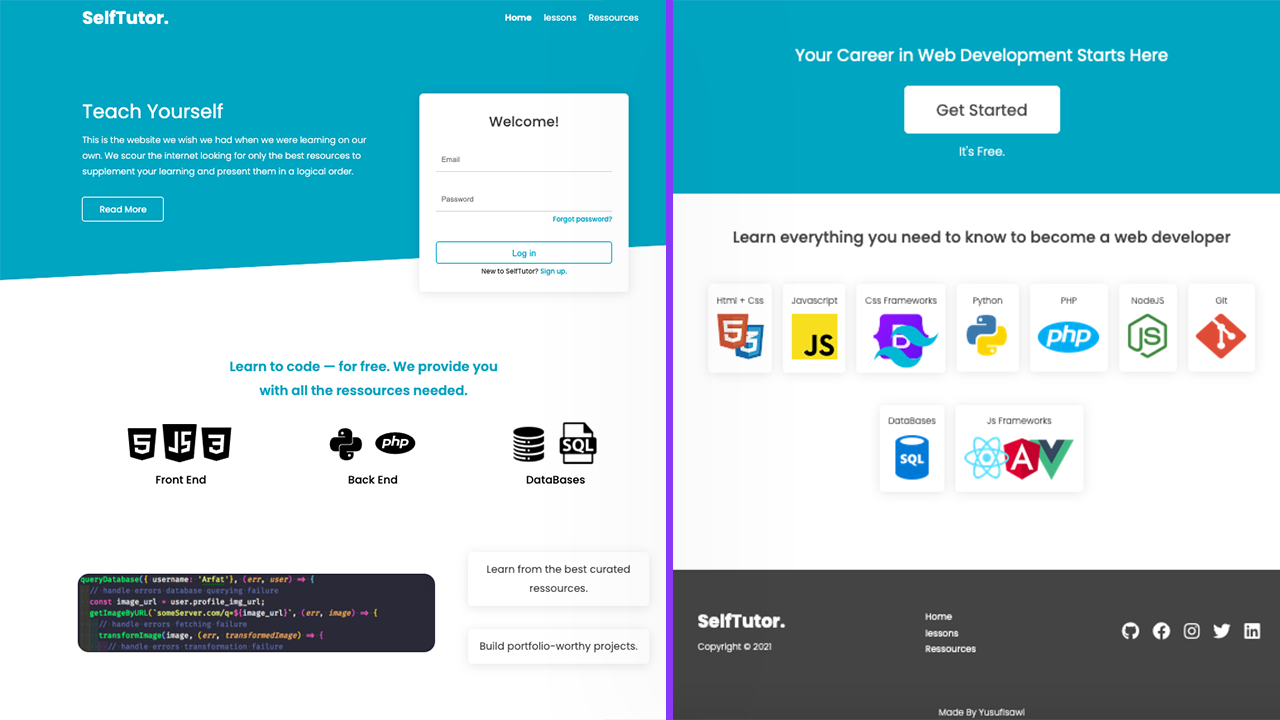 SelfTutor.
Home lessons Ressources
Teach Yourself
This is the website we wish we had when we were learning on our
own. We scour the internet looking for only the best resources to
supplement your learning and present them in a logical order.
Read More
Welcome!
Email
Password
Forgot password?
Log in
New to SelfTutor? Sign up.
Learn to code — for free. We provide you
with all the ressources needed.
5 JS 3
php
SQL
Front End
Back End
DataBases
queryDatabase({ username: 'Arfat'}, (err, user) => {
// handle errors database querying failure
const image_url = user.profile_img_url;
getImageByURL(`someServer.com/q=${image_url}`, (err, image) => {
// handle errors fetching failure
transformImage(image, (err, transformedImage) => {
// handle errors transformation failure
Learn from the best curated
ressources.
Build portfolio-worthy projects.
Your Career in Web Development Starts Here
Get Started
It's Free.
Learn everything you need to know to become a web developer
Html + Css
5 3
Javascript
JS
Css Frameworks
B
Python
PHP
php
NodeJS
JS
Git
DataBases
SQL
Js Frameworks
A
SelfTutor.
Copyright © 2021
Home
lessons
Ressources
Made By Yusufisawi